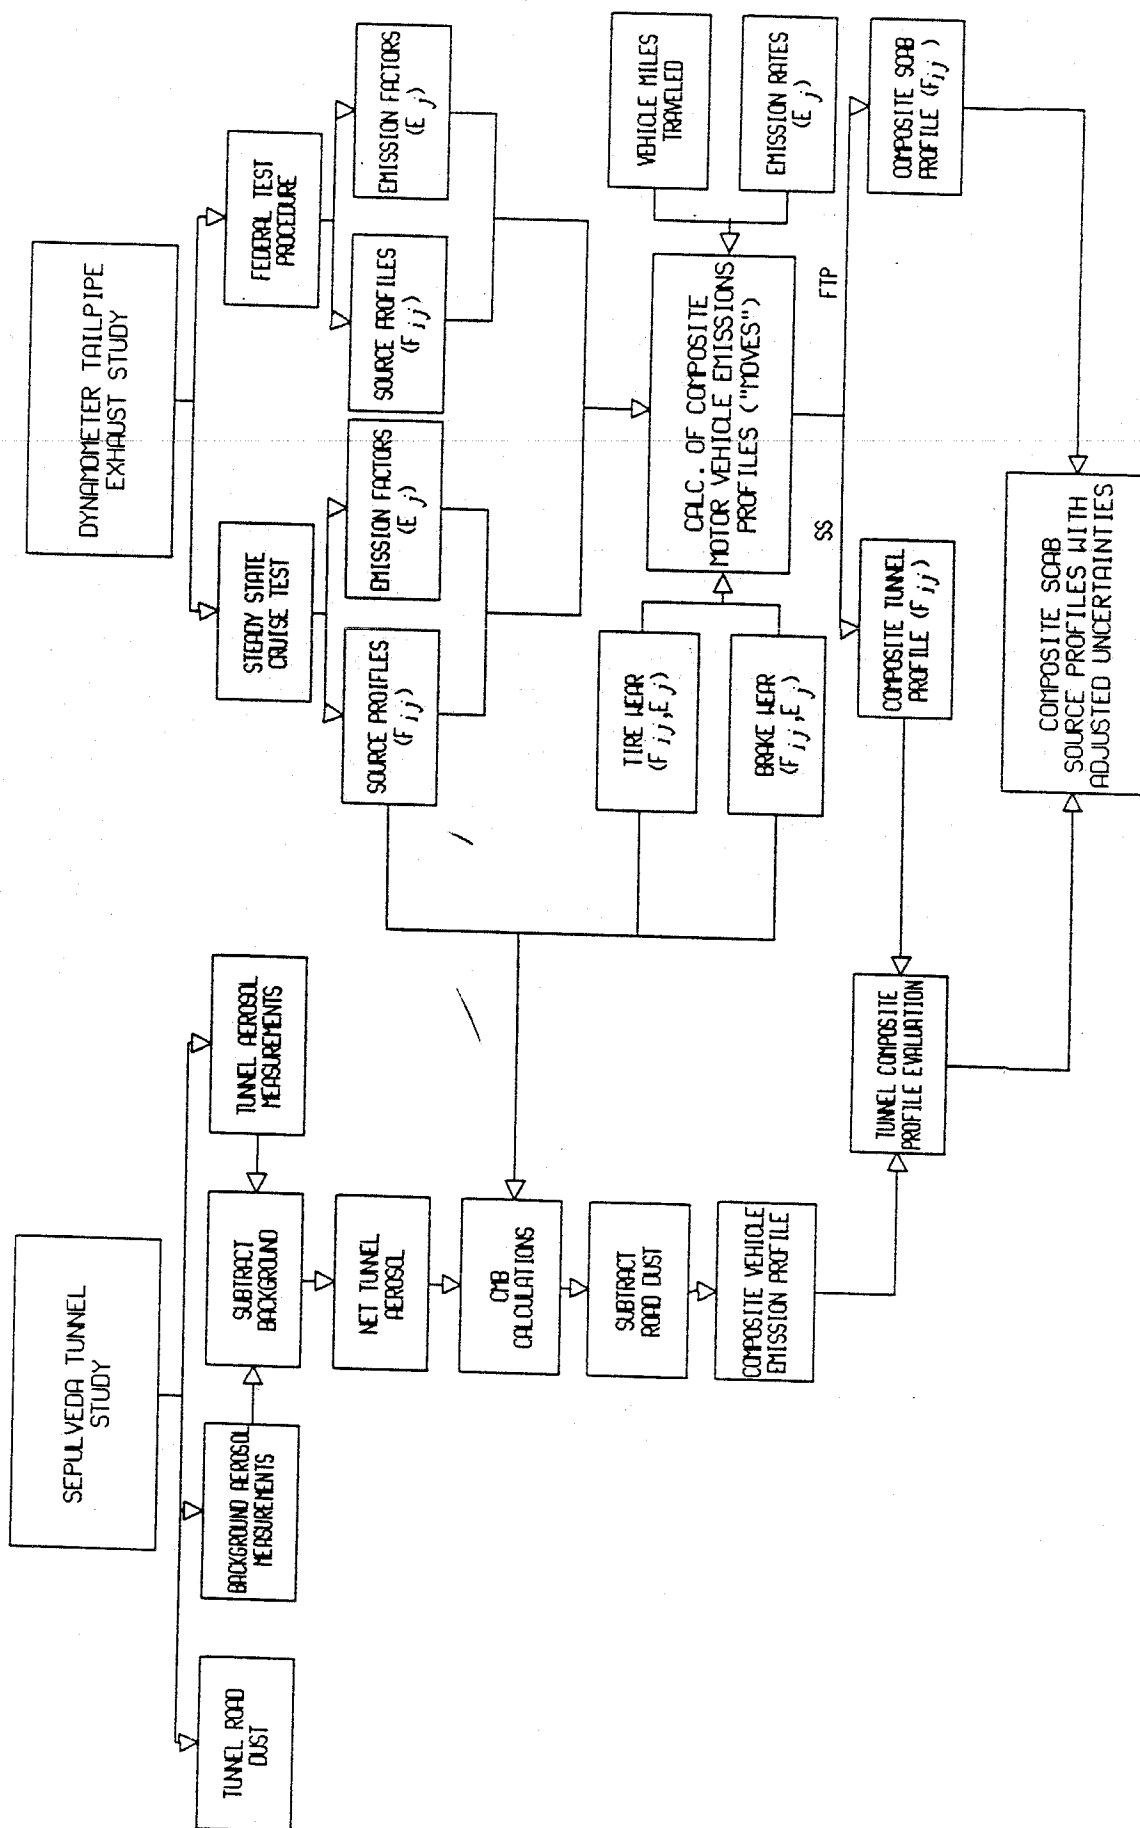 SEPULVEDA TUNNEL
STUDY
DYNAMOMETER TAILPIPE
EXHAUST STUDY
TUNNEL ROAD
DUST
BACKGROUND AEROSOL
MEASUREMENTS
SUBTRACT
BACKGROUND
TUNNEL AEROSOL
MEASUREMENTS
STEADY STATE
CRUISE TEST
FEDERAL TEST
PROCEDURE
NET TUNNEL
AEROSOL
SOURCE PROIFLES
(F ij)
EMISSION FACTORS
(E j)
SOURCE PROFILES
(F ij)
EMISSION FACTORS
(E j)
CMB
CALCULATIONS
SUBTRACT
ROAD DUST
TIRE WEAR
(F ij,E j)
BRAKE WEAR
(F ij,E j)
CALC. OF COMPOSITE
MOTOR VEHICLE EMISSIONS
PROFILES ("MOVES")
VEHICLE MILES
TRAVELED
EMISSION RATES
(E j)
COMPOSITE VEHICLE
EMISSION PROFILE
SS
FTP
TUNNEL COMPOSITE
PROFILE EVALUATION
COMPOSITE TUNNEL
PROFILE (F ij)
COMPOSITE SCAB
PROFILE (F ij )
COMPOSITE SCAB
SOURCE PROFILES WITH
ADJUSTED UNCERTAINTIES